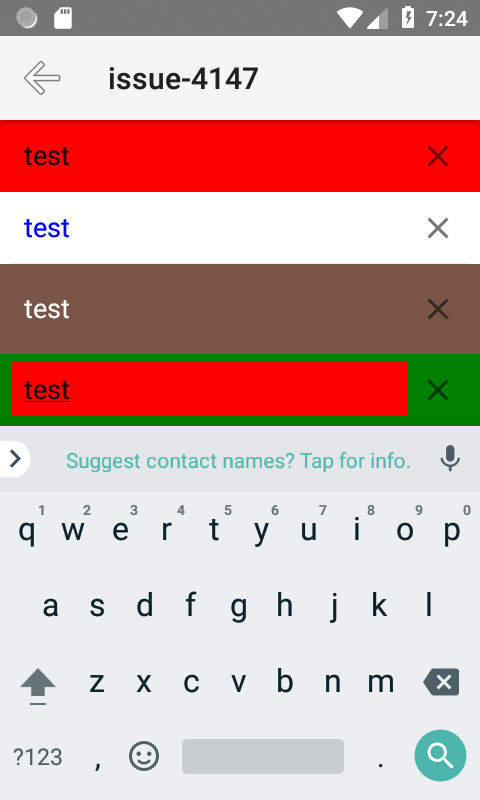 7:24
issue-4147
test
test
test
test
Suggest contact names? Tap for info.
1 2 3 4 5 6 7 8 9 0
q w e r t y u i o p
a s d f g h j k l
z x c v b n m
?123 , .